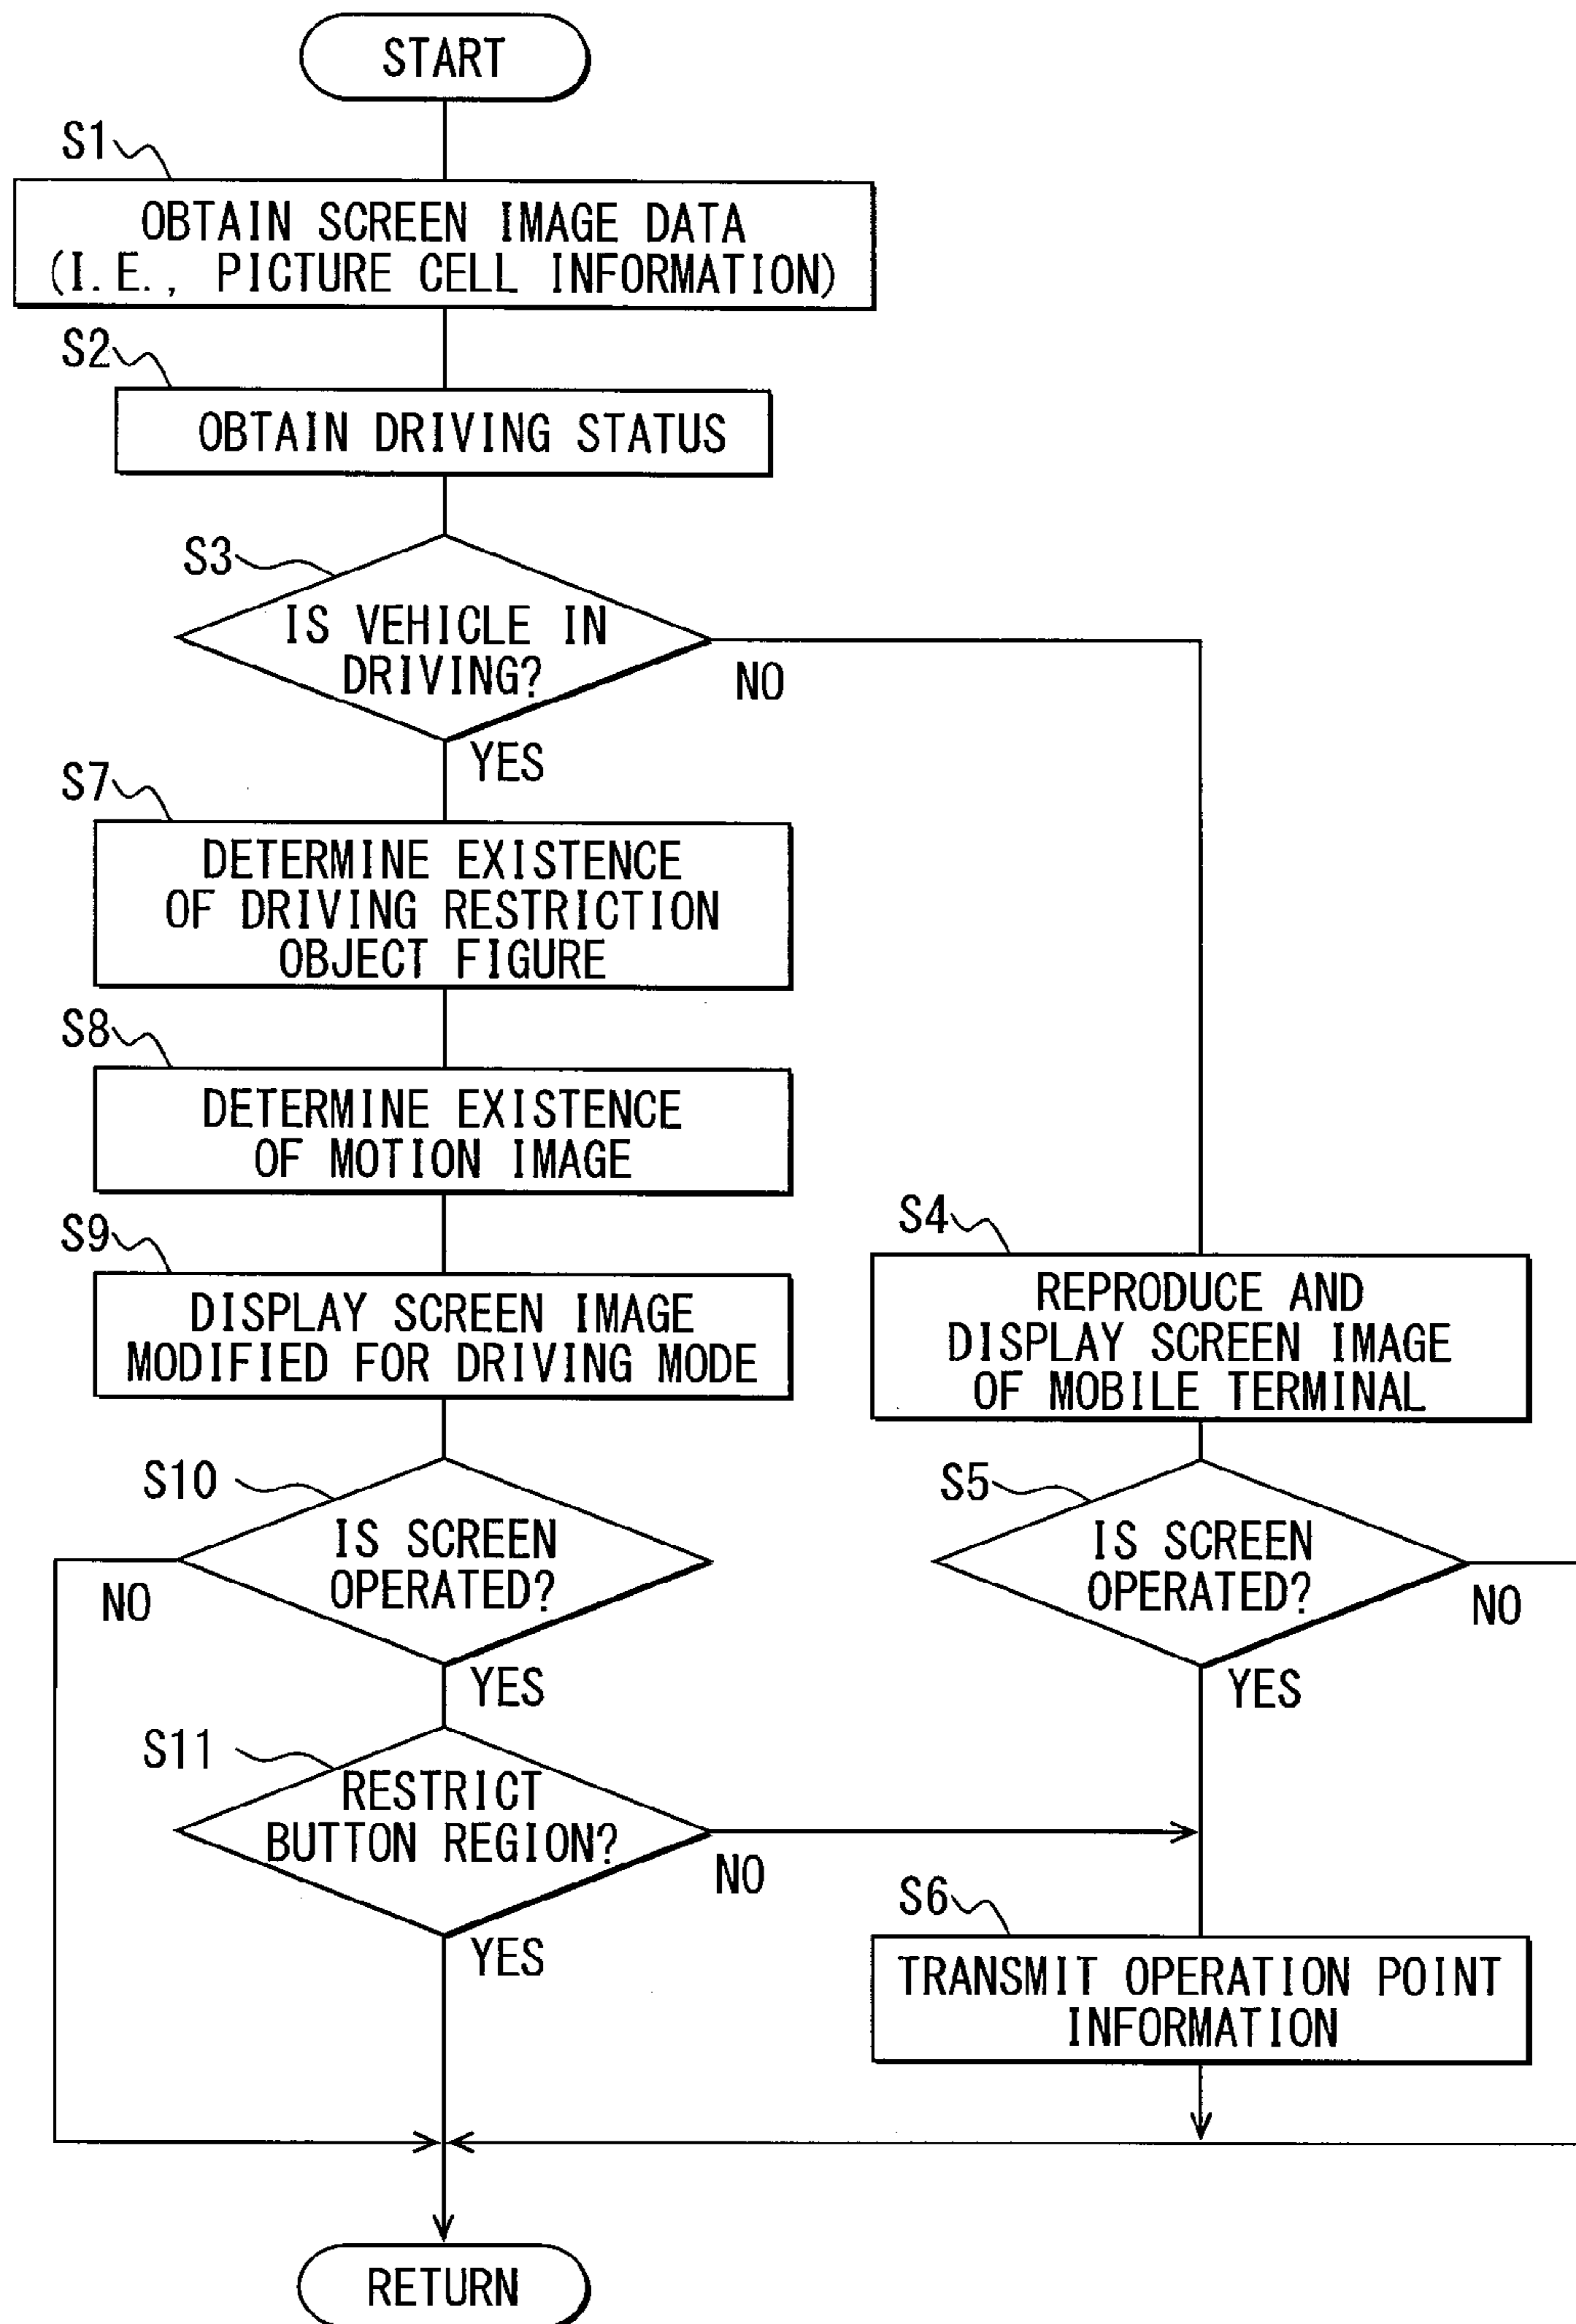 START
S1
OBTAIN SCREEN IMAGE DATA
(I.E., PICTURE CELL INFORMATION)
S2
OBTAIN DRIVING STATUS
S3
IS VEHICLE IN
DRIVING?
NO
YES
S7
DETERMINE EXISTENCE
OF DRIVING RESTRICTION
OBJECT FIGURE
S8
DETERMINE EXISTENCE
OF MOTION IMAGE
S9
DISPLAY SCREEN IMAGE
MODIFIED FOR DRIVING MODE
S4
REPRODUCE AND
DISPLAY SCREEN IMAGE
OF MOBILE TERMINAL
S10
IS SCREEN
OPERATED?
NO
YES
S5
IS SCREEN
OPERATED?
NO
YES
S11
RESTRICT
BUTTON REGION?
NO
YES
S6
TRANSMIT OPERATION POINT
INFORMATION
RETURN